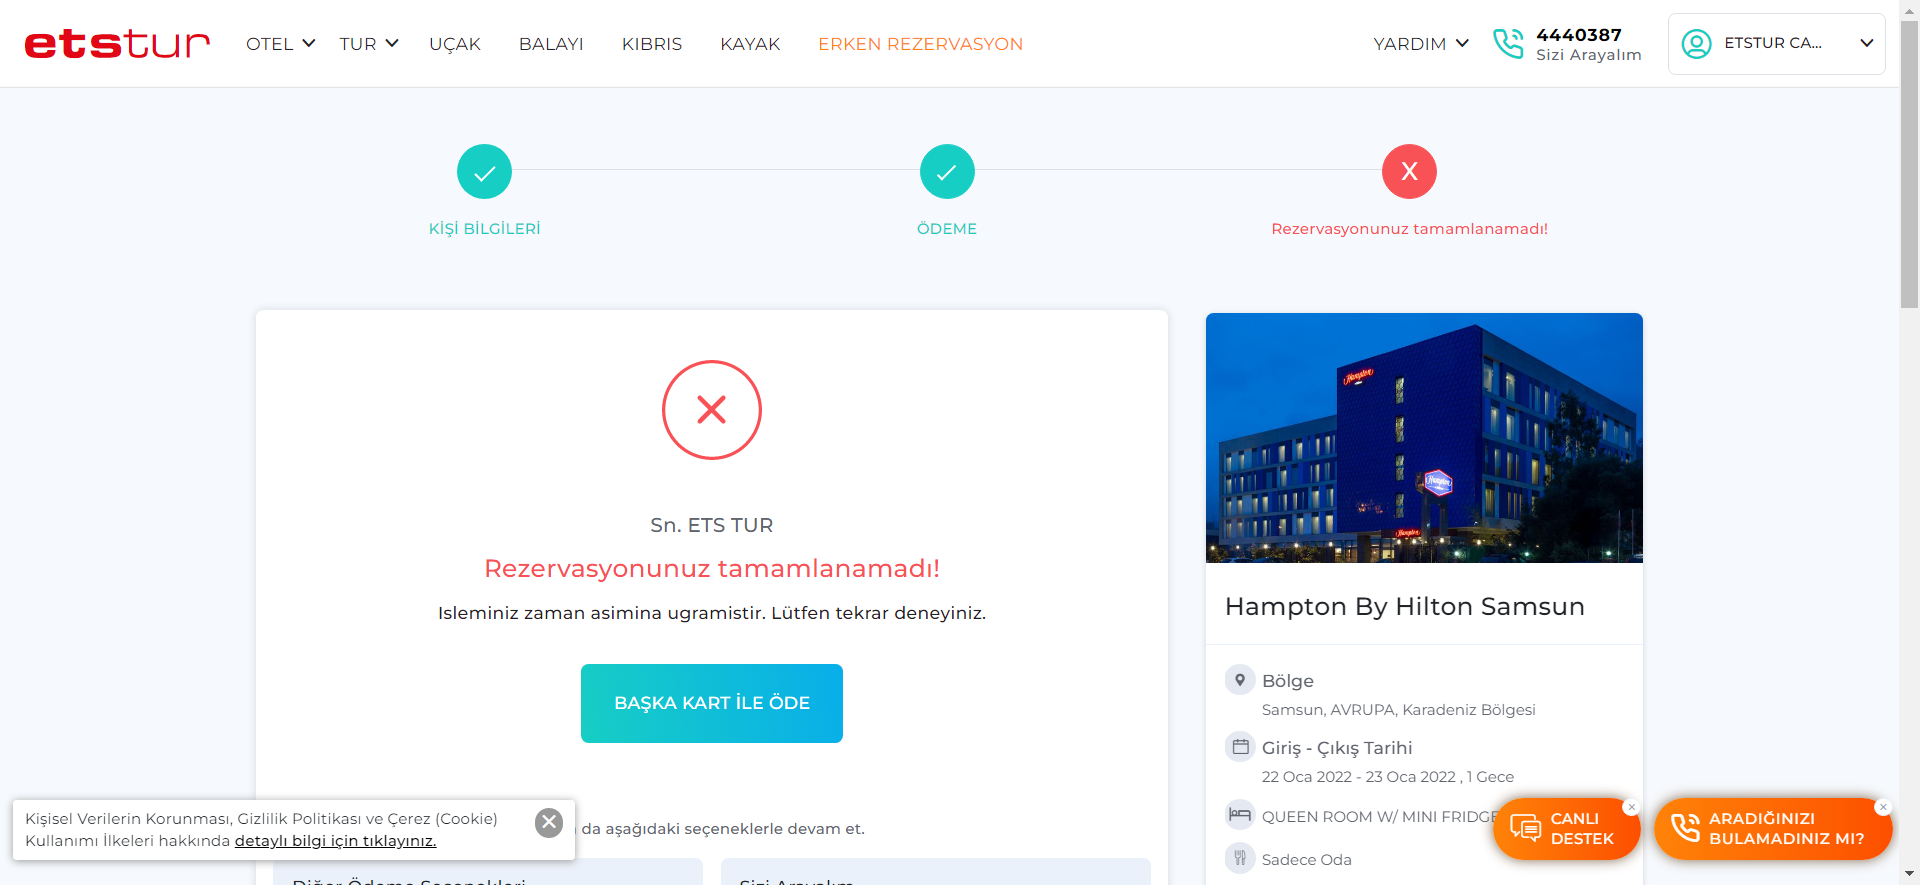 etstur
OTEL
TUR
UÇAK
BALAYI
KIBRIS
KAYAK
ERKEN REZERVASYON
YARDIM
4440387
Sizi Arayalım
ETSTUR CA...
KİŞİ BİLGİLERİ
ÖDEME
X
Rezervasyonunuz tamamlanamadı!
Sn. ETS TUR
Rezervasyonunuz tamamlanamadı!
Isleminiz zaman asimina ugramistir. Lütfen tekrar deneyiniz.
BAŞKA KART İLE ÖDE
da aşağıdaki seçeneklerle devam et.
Diğer Ödeme Seçenekleri
Sizi Arayalım
Hampton
Hampton
Hampton
Hampton By Hilton Samsun
Bölge
Samsun, AVRUPA, Karadeniz Bölgesi
Giriş - Çıkış Tarihi
22 Oca 2022 - 23 Oca 2022 , 1 Gece
QUEEN ROOM W/ MINI FRIDGE
Sadece Oda
Kişisel Verilerin Korunması, Gizlilik Politikası ve Çerez (Cookie)
Kullanımı İlkeleri hakkında detaylı bilgi için tıklayınız.
CANLI
DESTEK
ARADIĞINIZI
BULAMADINIZ MI?